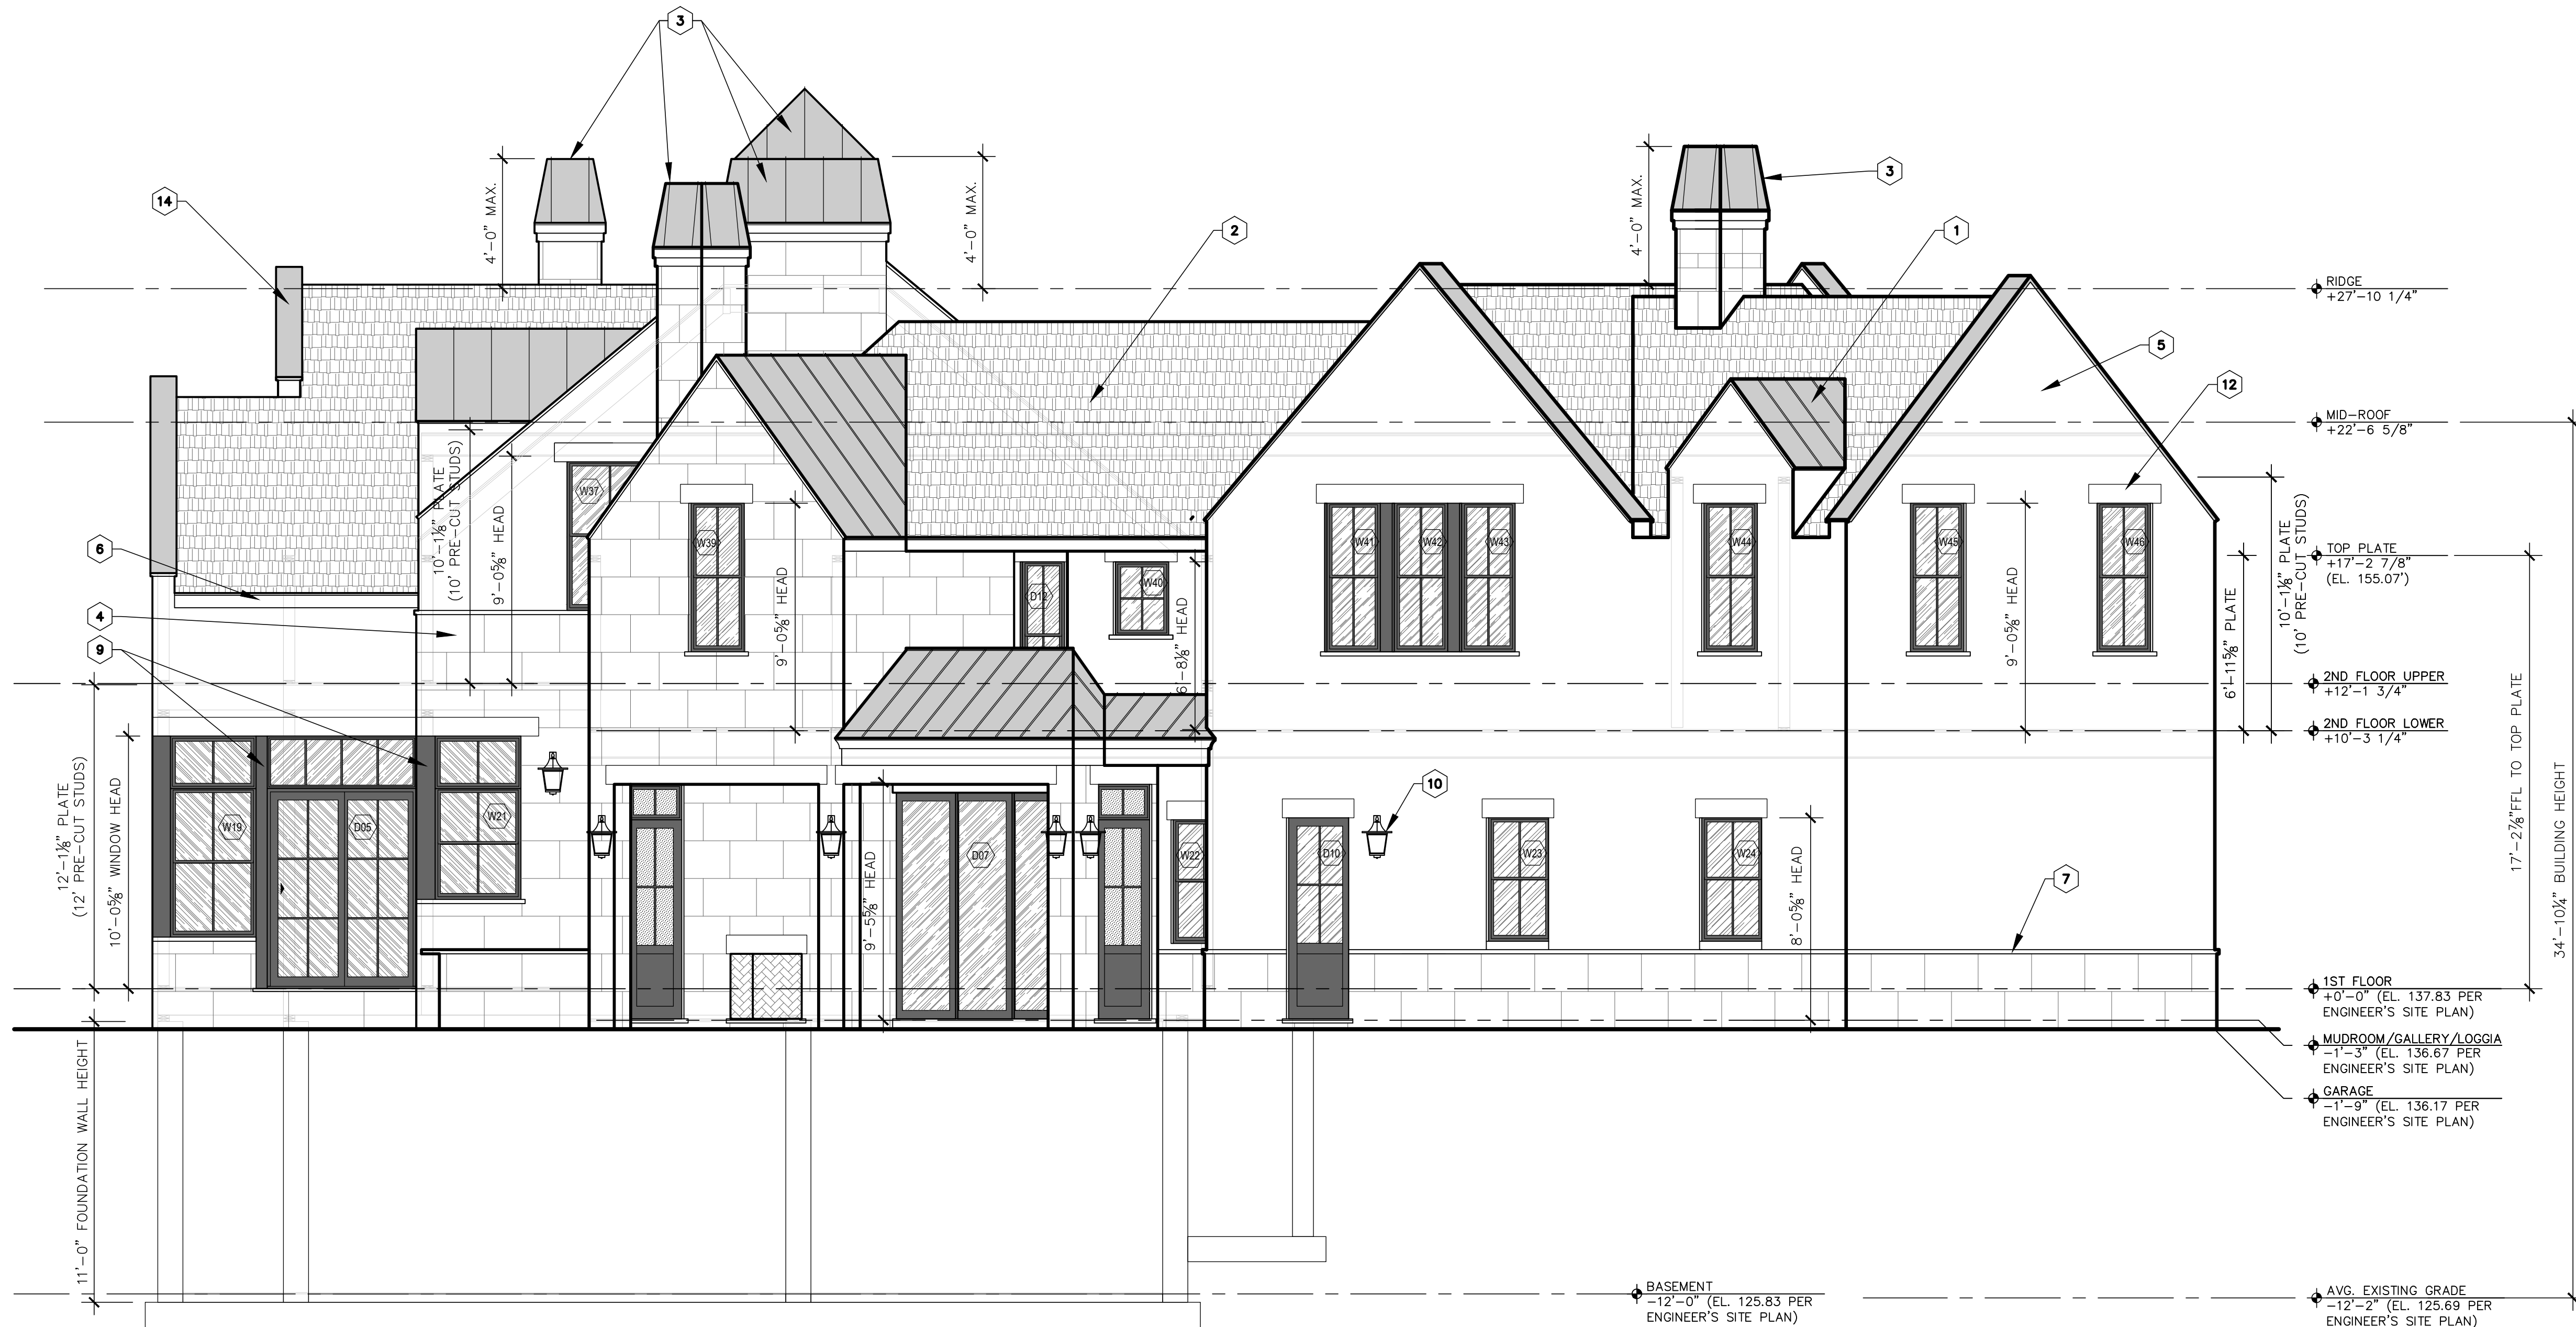 3
14
4'-0" MAX.
4'-0" MAX.
4'-0" MAX.
3
2
1
RIDGE
+27'-10 1/4"
5
12
MID-ROOF
+22'-6 5/8"
10'-1⅛" PLATE
(10' PRE-CUT STUDS)
9'-0⅝" HEAD
W37
W39
W41
W42
W43
W44
W45
W46
6
4
9
9'-0⅝" HEAD
D12
W40
6'-8⅛" HEAD
9'-0⅝" HEAD
6'-11⅝" PLATE
10'-1⅛" PLATE
(10' PRE-CUT STUDS)
TOP PLATE
+17'-2 7/8"
(EL. 155.07')
2ND FLOOR UPPER
+12'-1 3/4"
2ND FLOOR LOWER
+10'-3 1/4"
17'-2⅞"FFL TO TOP PLATE
34'-10¼" BUILDING HEIGHT
12'-1⅛" PLATE
(12' PRE-CUT STUDS)
10'-0⅝" WINDOW HEAD
W19
D05
W21
9'-5⅝" HEAD
D07
W22
D10
10
W23
W24
8'-0⅝" HEAD
7
1ST FLOOR
+0'-0" (EL. 137.83 PER
ENGINEER'S SITE PLAN)
MUDROOM/GALLERY/LOGGIA
-1'-3" (EL. 136.67 PER
ENGINEER'S SITE PLAN)
GARAGE
-1'-9" (EL. 136.17 PER
ENGINEER'S SITE PLAN)
11'-0" FOUNDATION WALL HEIGHT
BASEMENT
-12'-0" (EL. 125.83 PER
ENGINEER'S SITE PLAN)
AVG. EXISTING GRADE
-12'-2" (EL. 125.69 PER
ENGINEER'S SITE PLAN)